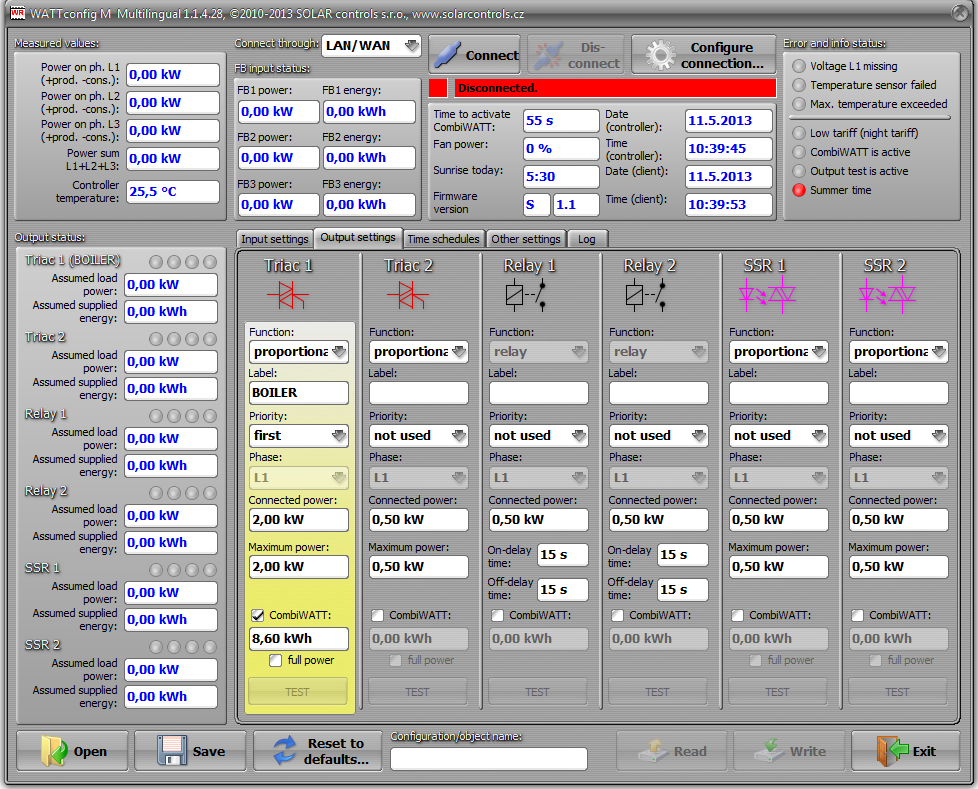 WATTconfig M Multilingual 1.1.4.28, ©2010-2013 SOLAR controls s.r.o., www.solarcontrols.cz
Measured values:
Power on ph. L1
(+prod. -cons.):
0,00 kW
Power on ph. L2
(+prod. -cons.):
0,00 kW
Power on ph. L3
(+prod. -cons.):
0,00 kW
Power sum
L1+L2+L3:
0,00 kW
Controller
temperature:
25,5 °C
Connect through:
LAN/WAN
FB input status:
FB1 power: FB1 energy:
0,00 kW 0,00 kWh
FB2 power: FB2 energy:
0,00 kW 0,00 kWh
FB3 power: FB3 energy:
0,00 kW 0,00 kWh
Connect
Dis-
connect
Configure
connection...
Disconnected.
Time to activate
CombiWATT:
55 s
Fan power:
0 %
Sunrise today:
5:30
Firmware
version
S 1.1
Date
(controller):
11.5.2013
Time
(controller):
10:39:45
Date (client):
11.5.2013
Time (client):
10:39:53
Error and info status:
Voltage L1 missing
Temperature sensor failed
Max. temperature exceeded
Low tariff (night tariff)
CombiWATT is active
Output test is active
Summer time
Output status:
Triac 1 (BOILER)
Assumed load
power:
0,00 kW
Assumed supplied
energy:
0,00 kWh
Triac 2
Assumed load
power:
0,00 kW
Assumed supplied
energy:
0,00 kWh
Relay 1
Assumed load
power:
0,00 kW
Assumed supplied
energy:
0,00 kWh
Relay 2
Assumed load
power:
0,00 kW
Assumed supplied
energy:
0,00 kWh
SSR 1
Assumed load
power:
0,00 kW
Assumed supplied
energy:
0,00 kWh
SSR 2
Assumed load
power:
0,00 kW
Assumed supplied
energy:
0,00 kWh
Input settings Output settings Time schedules Other settings Log
Triac 1
Function:
proportiona
Label:
BOILER
Priority:
first
Phase:
L1
Connected power:
2,00 kW
Maximum power:
2,00 kW
CombiWATT:
8,60 kWh
full power
TEST
Triac 2
Function:
proportiona
Label:
Priority:
not used
Phase:
L1
Connected power:
0,50 kW
Maximum power:
0,50 kW
CombiWATT:
0,00 kWh
full power
TEST
Relay 1
Function:
relay
Label:
Priority:
not used
Phase:
L1
Connected power:
0,50 kW
On-delay
time:
15 s
Off-delay
time:
15 s
CombiWATT:
0,00 kWh
TEST
Relay 2
Function:
relay
Label:
Priority:
not used
Phase:
L1
Connected power:
0,50 kW
On-delay
time:
15 s
Off-delay
time:
15 s
CombiWATT:
0,00 kWh
TEST
SSR 1
Function:
proportiona
Label:
Priority:
not used
Phase:
L1
Connected power:
0,50 kW
Maximum power:
0,50 kW
CombiWATT:
0,00 kWh
full power
TEST
SSR 2
Function:
proportiona
Label:
Priority:
not used
Phase:
L1
Connected power:
0,50 kW
Maximum power:
0,50 kW
CombiWATT:
0,00 kWh
full power
TEST
Open
Save
Reset to
defaults...
Configuration/object name:
Read
Write
Exit